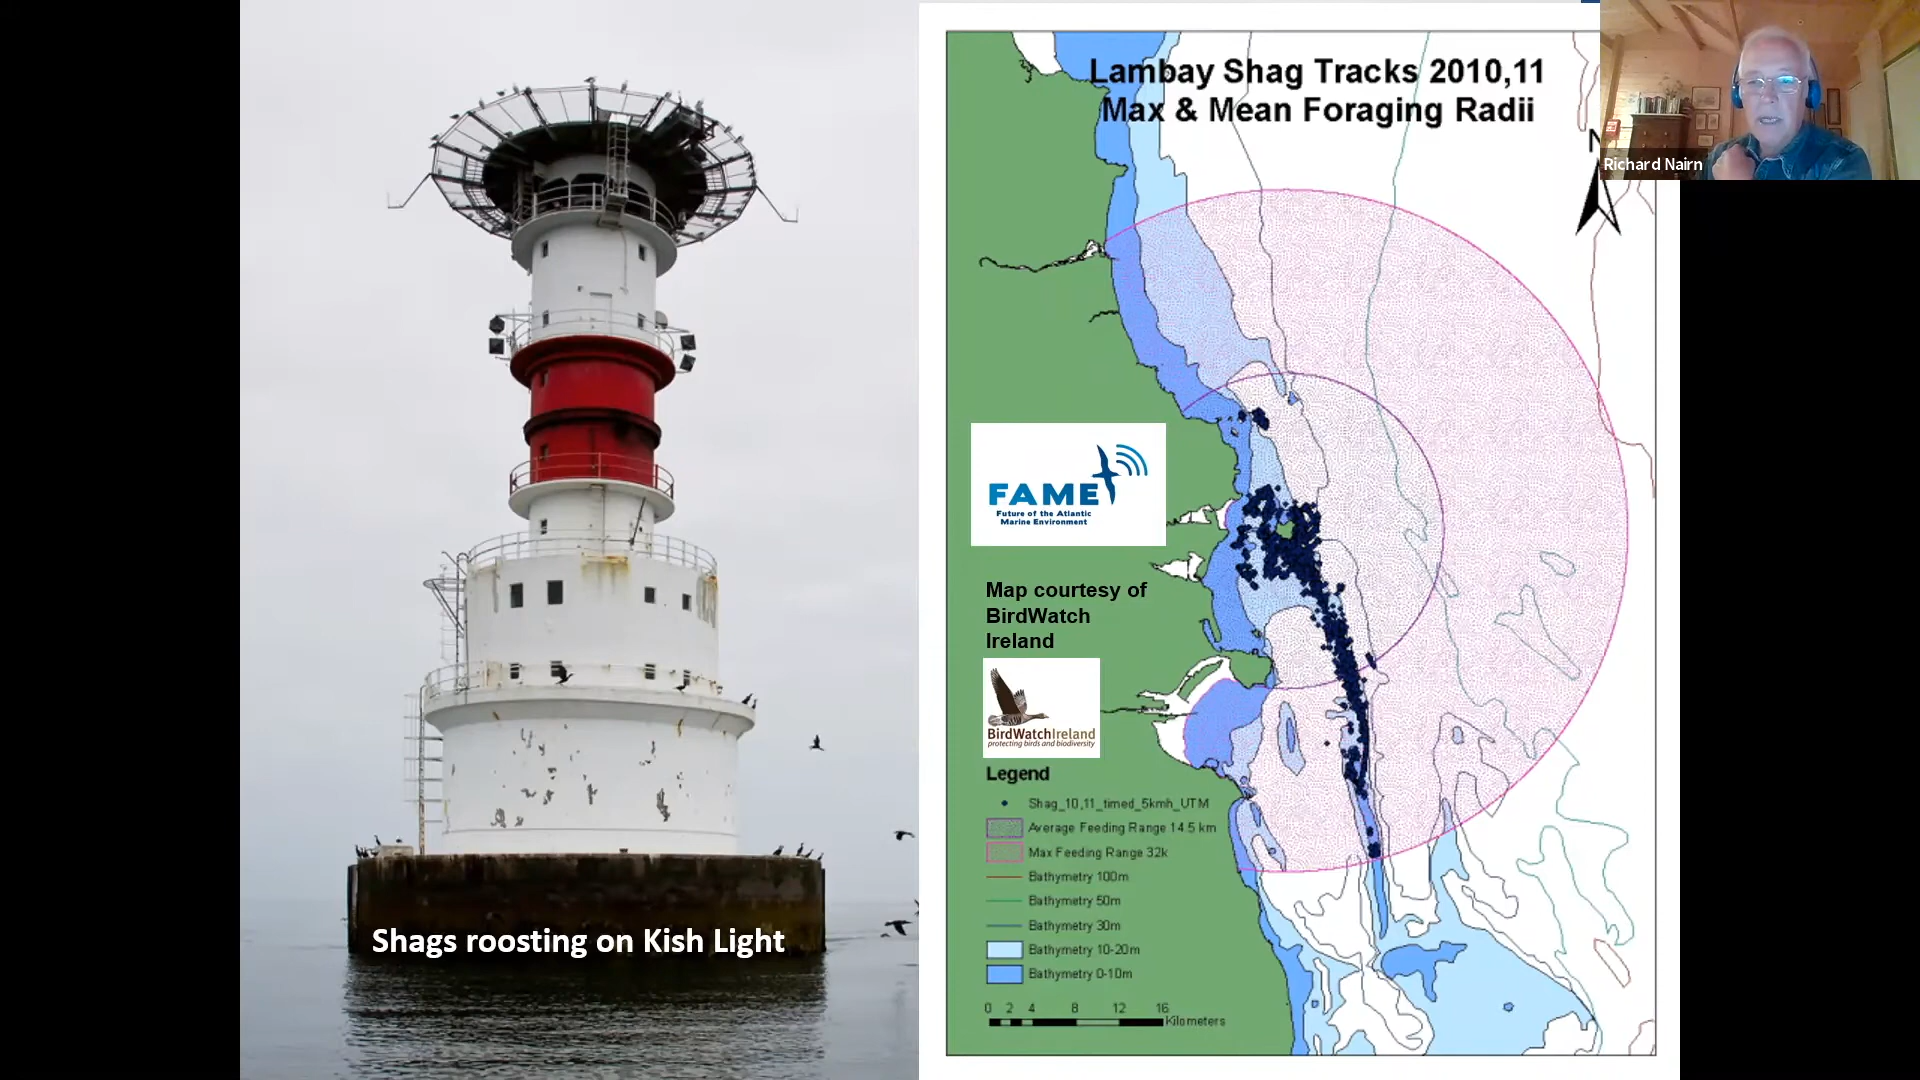 Lambay Shag Tracks 2010,11
Max & Mean Foraging Radii
N
Richard Nairn
FAME
Future of the Atlantic
Marine Environment
Map courtesy of
BirdWatch
Ireland
BirdWatchIreland
protecting birds and biodiversity
Legend
Shag_10,11_timed_5kmh_UTM
Average Feeding Range 14.5 km
Max Feeding Range 32k
Bathymetry 100m
Bathymetry 50m
Bathymetry 30m
Bathymetry 10-20m
Bathymetry 0-10m
0 2 4 8 12 16
Kilometers
Shags roosting on Kish Light